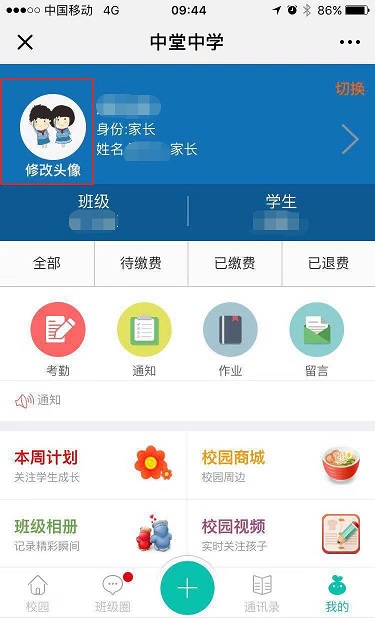 中国移动 4G 09:44 86%
中堂中学
切换
身份:家长
姓名 家长
修改头像
班级 学生
全部 待缴费 已缴费 已退费
考勤 通知 作业 留言
通知
本周计划 校园商城
关注学生成长 校园周边
班级相册 校园视频
记录精彩瞬间 实时关注孩子
校园 班级圈 通讯录 我的